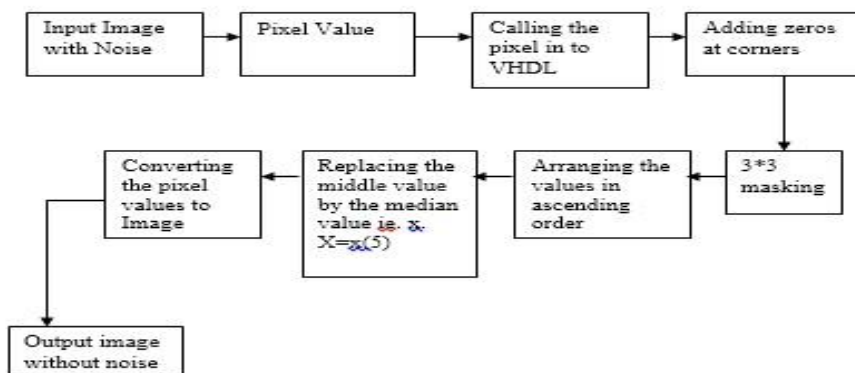 Input Image
with Noise
Pixel Value
Calling the
pixel in to
VHDL
Adding zeros
at corners
3*3
masking
Arranging the
values in
ascending
order
Replacing the
middle value
by the median
value ie. x.
X=x(5)
Converting
the pixel
values to
Image
Output image
without noise